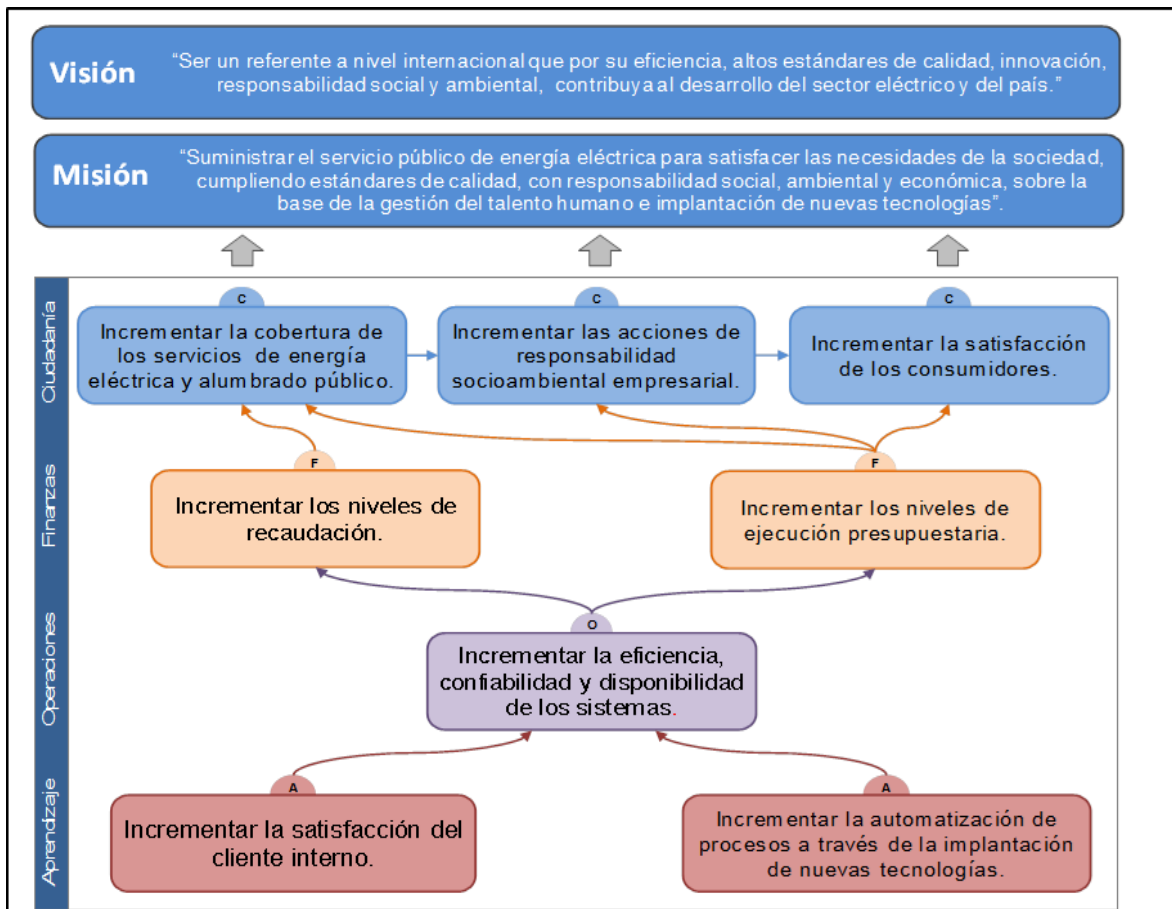 Visión
“Ser un referente a nivel internacional que por su eficiencia, altos estándares de calidad, innovación,
responsabilidad social y ambiental, contribuya al desarrollo del sector eléctrico y del país.”
Misión
“Suministrar el servicio público de energía eléctrica para satisfacer las necesidades de la sociedad,
cumpliendo estándares de calidad, con responsabilidad social, ambiental y económica, sobre la
base de la gestión del talento humano e implantación de nuevas tecnologías”.
Ciudadanía
C
Incrementar la cobertura de
los servicios de energía
eléctrica y alumbrado público.
C
Incrementar las acciones de
responsabilidad
socioambiental empresarial.
C
Incrementar la satisfacción
de los consumidores.
Finanzas
F
Incrementar los niveles de
recaudación.
F
Incrementar los niveles de
ejecución presupuestaria.
Operaciones
O
Incrementar la eficiencia,
confiabilidad y disponibilidad
de los sistemas.
Aprendizaje
A
Incrementar la satisfacción del
cliente interno.
A
Incrementar la automatización de
procesos a través de la implantación
de nuevas tecnologías.